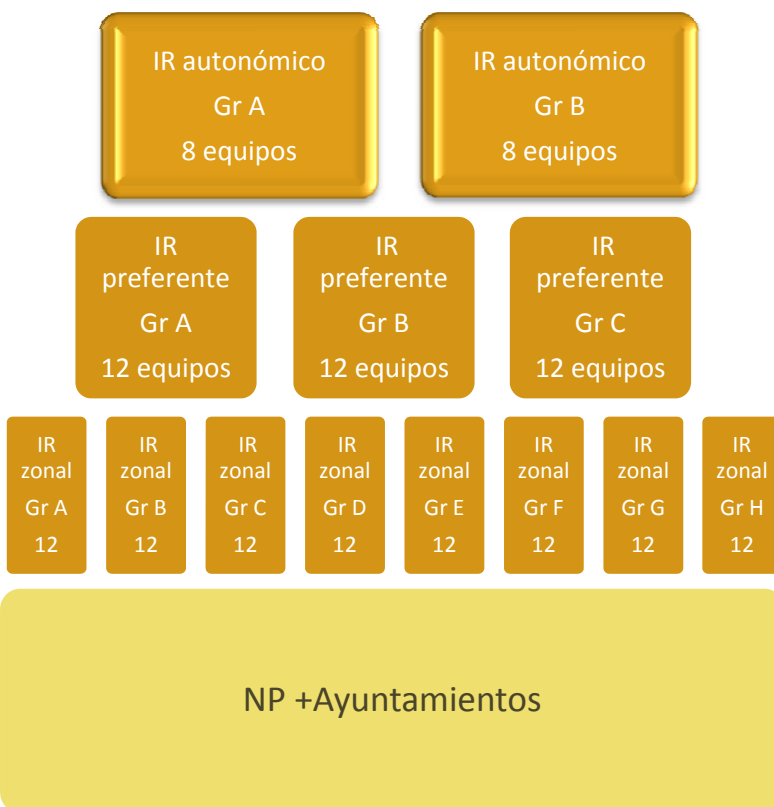 IR autonómico
Gr A
8 equipos
IR autonómico
Gr B
8 equipos
IR
preferente
Gr A
12 equipos
IR
preferente
Gr B
12 equipos
IR
preferente
Gr C
12 equipos
IR
zonal
Gr A
12
IR
zonal
Gr B
12
IR
zonal
Gr C
12
IR
zonal
Gr D
12
IR
zonal
Gr E
12
IR
zonal
Gr F
12
IR
zonal
Gr G
12
IR
zonal
Gr H
12
NP +Ayuntamientos